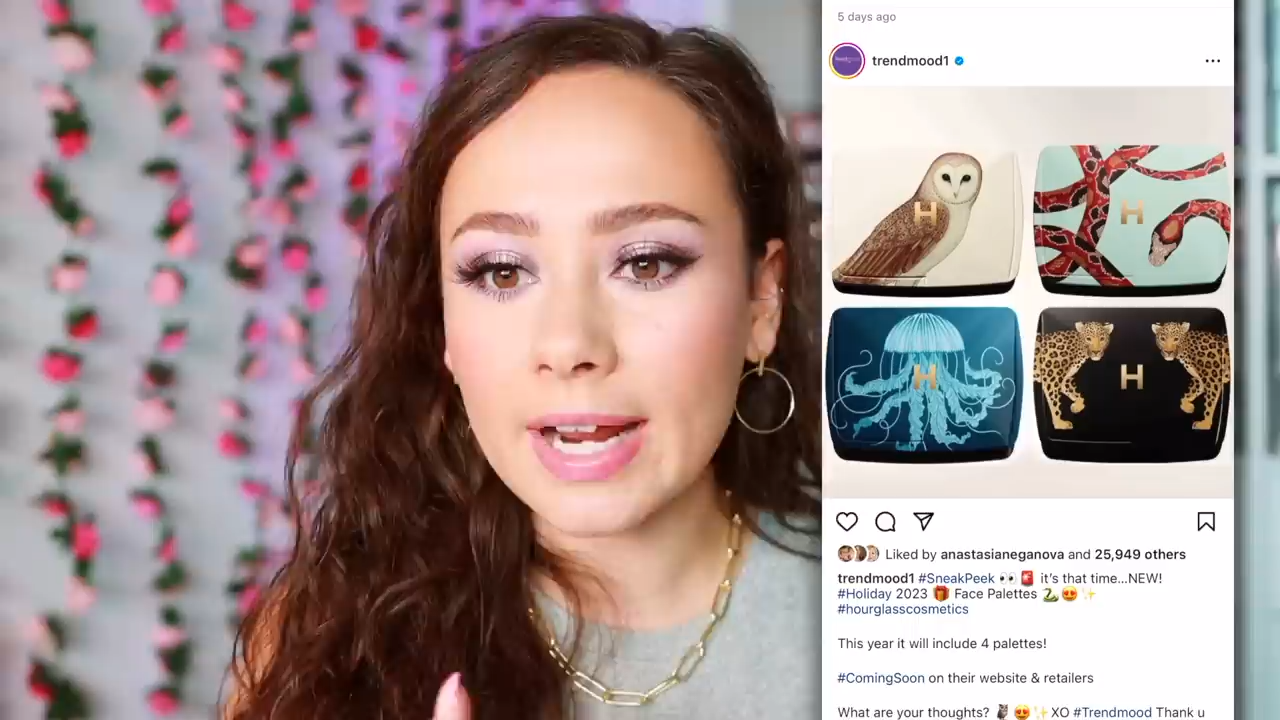 5 days ago
trendmood1
H
H
H
H
Liked by anastasianeganova and 25,949 others
trendmood1 #SneakPeek 👀🚨 it's that time...NEW!
#Holiday 2023 🎁 Face Palettes 🐍😍✨
#hourglasscosmetics
This year it will include 4 palettes!
#ComingSoon on their website & retailers
What are your thoughts? 🦉😍✨XO #Trendmood Thank u